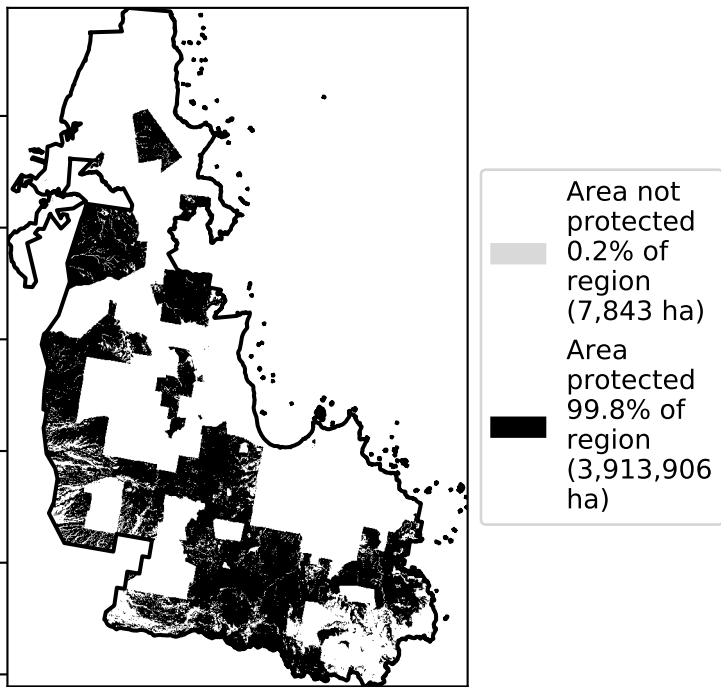 Area not
protected
0.2% of
region
(7,843 ha)
Area
protected
99.8% of
region
(3,913,906
ha)